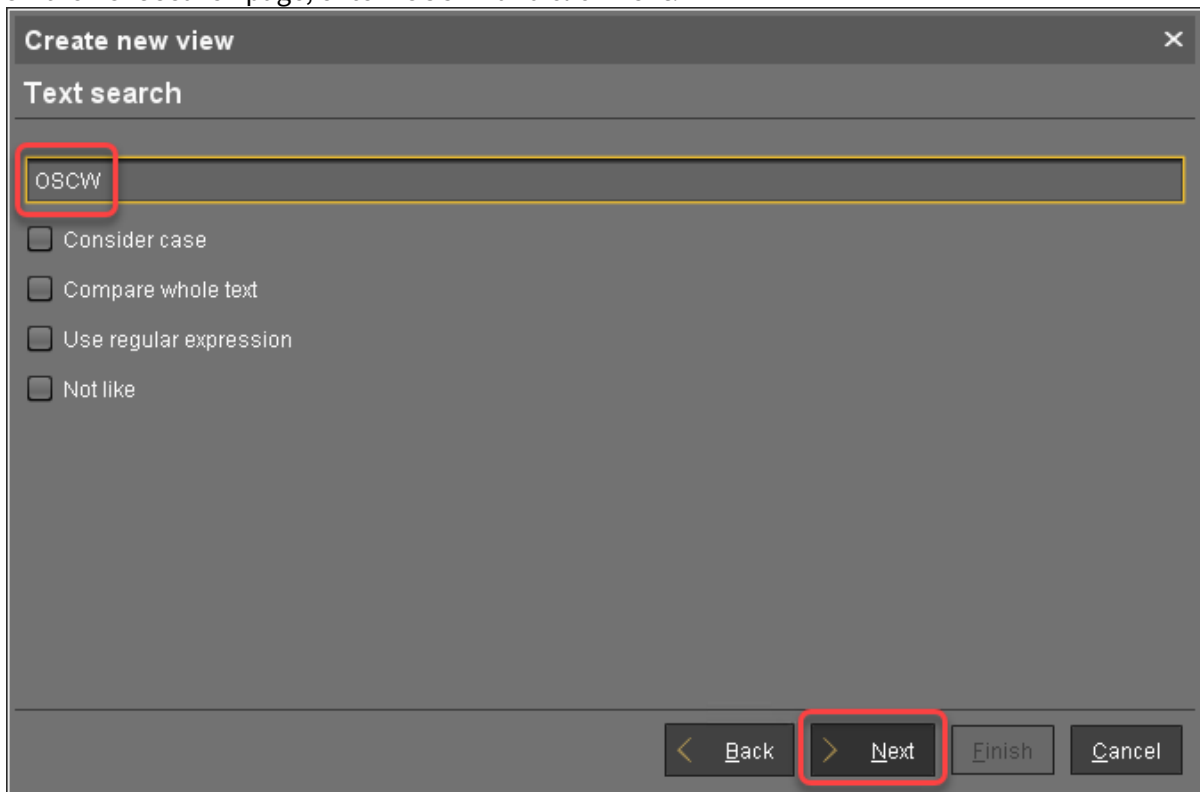 Create new view
Text search
OSCW
Consider case
Compare whole text
Use regular expression
Not like
Back Next Finish Cancel